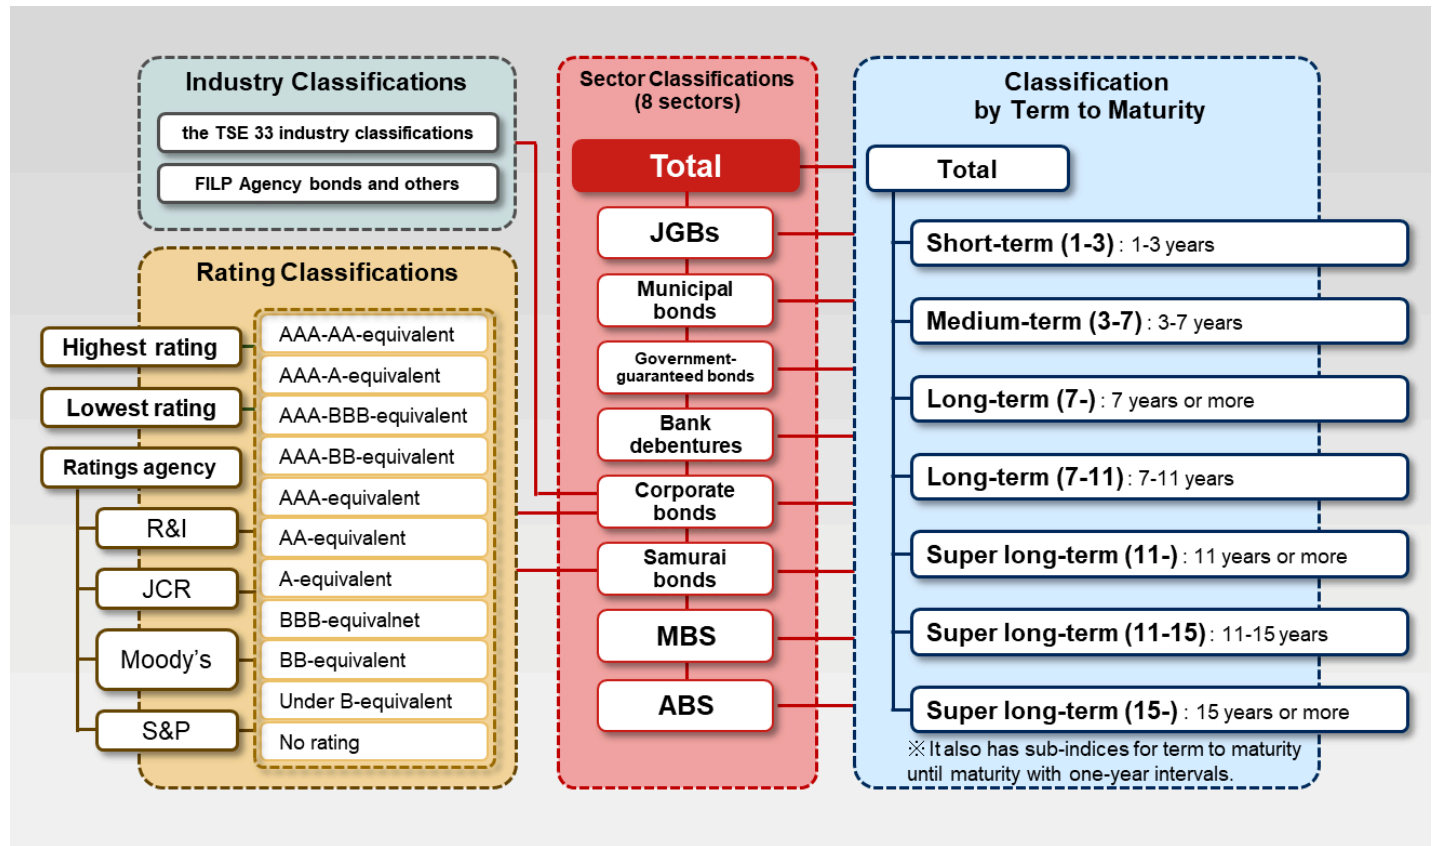 Industry Classifications
the TSE 33 industry classifications
FILP Agency bonds and others
Rating Classifications
Highest rating
Lowest rating
Ratings agency
R&I
JCR
Moody’s
S&P
AAA-AA-equivalent
AAA-A-equivalent
AAA-BBB-equivalent
AAA-BB-equivalent
AAA-equivalent
AA-equivalent
A-equivalent
BBB-equivalnet
BB-equivalent
Under B-equivalent
No rating
Sector Classifications
(8 sectors)
Total
JGBs
Municipal
bonds
Government-
guaranteed bonds
Bank
debentures
Corporate
bonds
Samurai
bonds
MBS
ABS
Classification
by Term to Maturity
Total
Short-term (1-3) : 1-3 years
Medium-term (3-7) : 3-7 years
Long-term (7-) : 7 years or more
Long-term (7-11) : 7-11 years
Super long-term (11-) : 11 years or more
Super long-term (11-15) : 11-15 years
Super long-term (15-) : 15 years or more
※ It also has sub-indices for term to maturity
until maturity with one-year intervals.